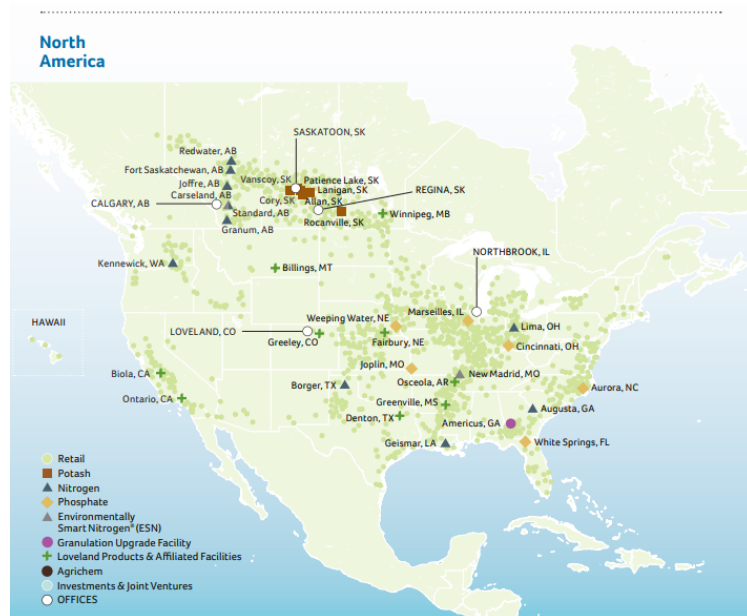 North
America
SASKATOON, SK
Redwater, AB
Fort Saskatchewan, AB
Vanscoy, SK
Patience Lake, SK
Joffre, AB
Lanigan, SK
REGINA, SK
Carseland, AB
Cory, SK
Allan, SK
CALGARY, AB
Standard, AB
Winnipeg, MB
Rocanville, SK
Granum, AB
NORTHBROOK, IL
Kennewick, WA
Billings, MT
Weeping Water, NE
Marseilles, IL
HAWAII
LOVELAND, CO
Lima, OH
Greeley, CO
Fairbury, NE
Cincinnati, OH
Joplin, MO
Biola, CA
New Madrid, MO
Osceola, AR
Borger, TX
Aurora, NC
Ontario, CA
Greenville, MS
Augusta, GA
Denton, TX
Americus, GA
Geismar, LA
White Springs, FL
Retail
Potash
Nitrogen
Phosphate
Environmentally
Smart Nitrogen® (ESN)
Granulation Upgrade Facility
Loveland Products & Affiliated Facilities
Agrichem
Investments & Joint Ventures
OFFICES